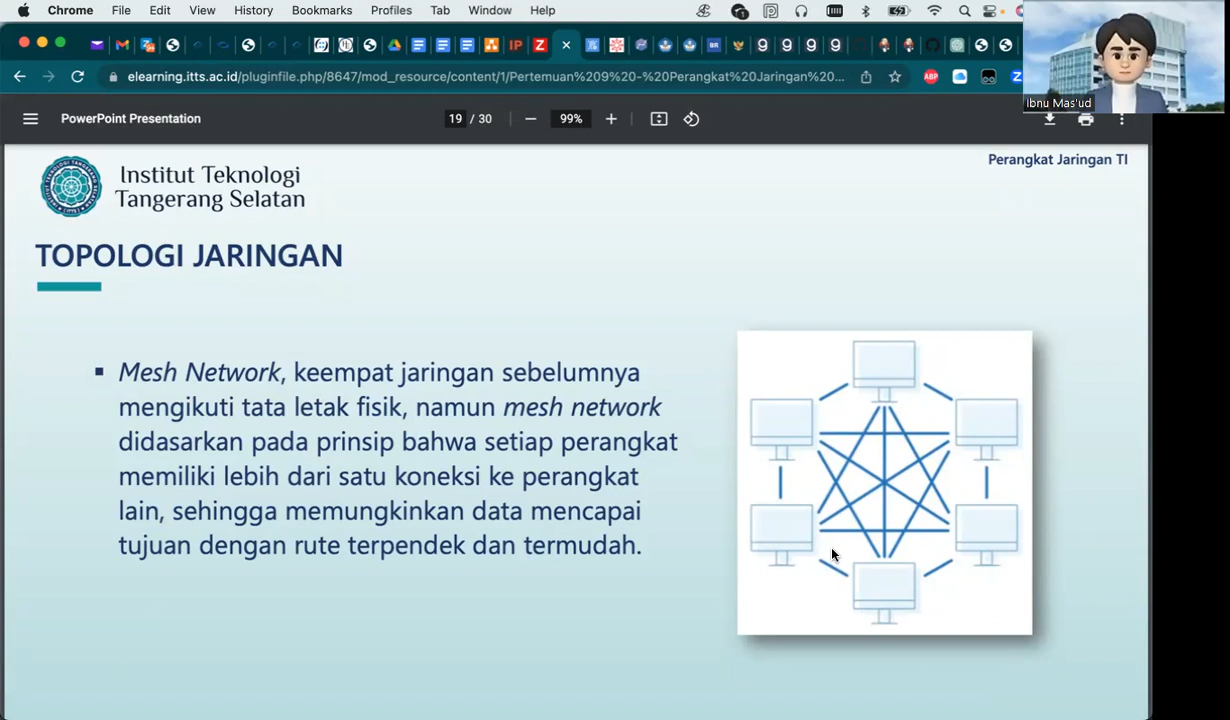 Chrome File Edit View History Bookmarks Profiles Tab Window Help
elearning.itts.ac.id/pluginfile.php/8647/mod_resource/content/1/Pertemuan%209%20-%20Perangkat%20Jaringan%20...
ABP
Ibnu Mas'ud
PowerPoint Presentation 19 / 30 99%
Perangkat Jaringan TI
Institut Teknologi
Tangerang Selatan
TOPOLOGI JARINGAN
Mesh Network, keempat jaringan sebelumnya
mengikuti tata letak fisik, namun mesh network
didasarkan pada prinsip bahwa setiap perangkat
memiliki lebih dari satu koneksi ke perangkat
lain, sehingga memungkinkan data mencapai
tujuan dengan rute terpendek dan termudah.